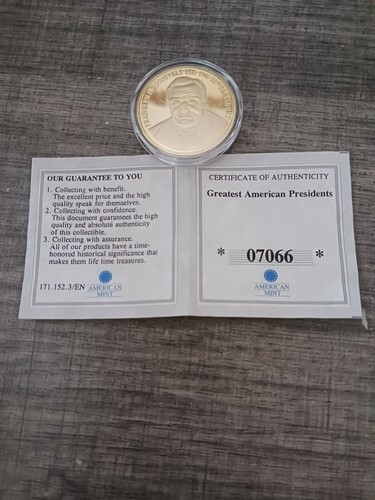 FRANKLIN D. ROOSEVELT
OUR GUARANTEE TO YOU
1. Collecting with benefit.
The excellent price and the high
quality speak for themselves.
2. Collecting with confidence.
This document guarantees the high
quality and absolute authenticity
of this collectible.
3. Collecting with assurance.
All of our products have a time-
honored historical significance that
makes them life time treasures.
171.152.3/EN
AMERICAN
MINT
CERTIFICATE OF AUTHENTICITY
Greatest American Presidents
* 07066 *
AMERICAN
MINT